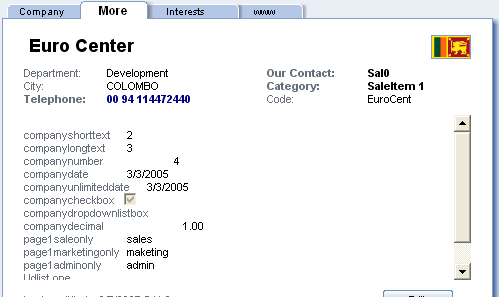 Company More Interests www
Euro Center
Department: Development Our Contact: Sal0
City: COLOMBO Category: SaleItem 1
Telephone: 00 94 114472440 Code: EuroCent
companyshorttext 2
companylongtext 3
companynumber 4
companydate 3/3/2005
companyunlimiteddate 3/3/2005
companycheckbox
companydropdownlistbox
companydecimal 1.00
page1saleonly sales
page1marketingonly maketing
page1adminonly admin
Udlist one